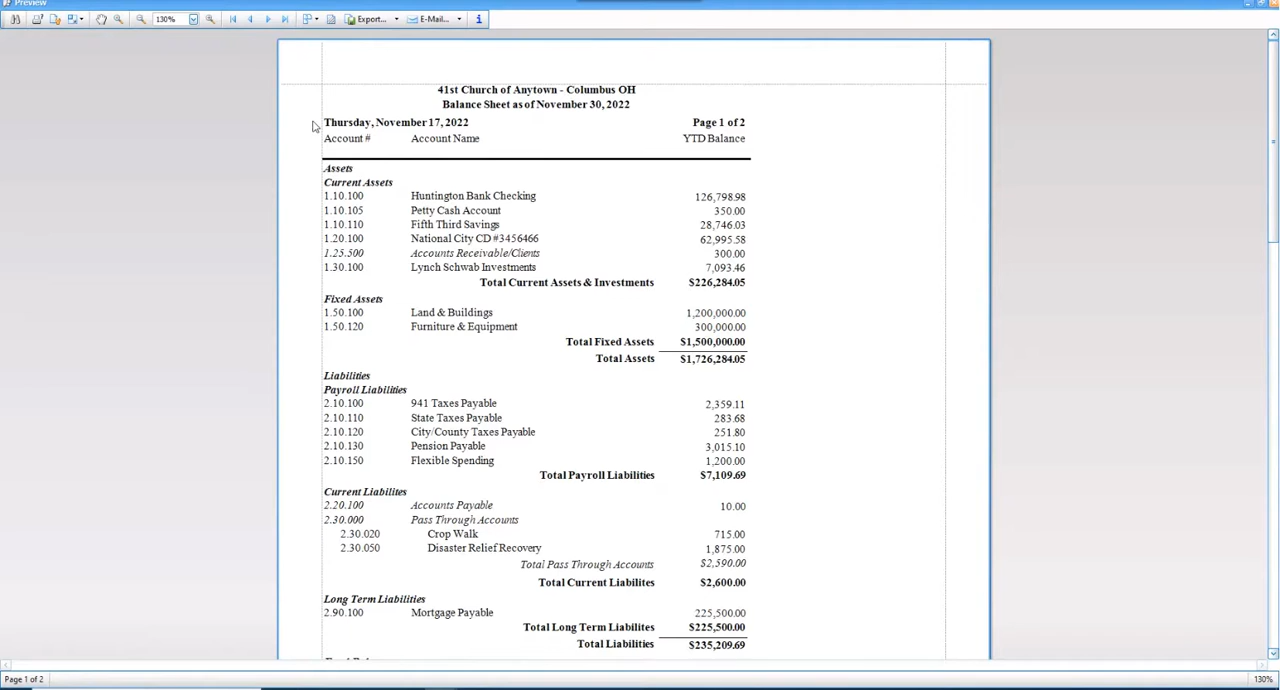 Preview
130%
Export...
E-Mail...
41st Church of Anytown - Columbus OH
Balance Sheet as of November 30, 2022
Thursday, November 17, 2022 Page 1 of 2
Account # Account Name YTD Balance
Assets
Current Assets
1.10.100 Huntington Bank Checking 126,798.98
1.10.105 Petty Cash Account 350.00
1.10.110 Fifth Third Savings 28,746.03
1.20.100 National City CD #3456466 62,995.58
1.25.500 Accounts Receivable/Clients 300.00
1.30.100 Lynch Schwab Investments 7,093.46
Total Current Assets & Investments $226,284.05
Fixed Assets
1.50.100 Land & Buildings 1,200,000.00
1.50.120 Furniture & Equipment 300,000.00
Total Fixed Assets $1,500,000.00
Total Assets $1,726,284.05
Liabilities
Payroll Liabilities
2.10.100 941 Taxes Payable 2,359.11
2.10.110 State Taxes Payable 283.68
2.10.120 City/County Taxes Payable 251.80
2.10.130 Pension Payable 3,015.10
2.10.150 Flexible Spending 1,200.00
Total Payroll Liabilities $7,109.69
Current Liabilites
2.20.100 Accounts Payable 10.00
2.30.000 Pass Through Accounts
2.30.020 Crop Walk 715.00
2.30.050 Disaster Relief Recovery 1,875.00
Total Pass Through Accounts $2,590.00
Total Current Liabilites $2,600.00
Long Term Liabilities
2.90.100 Mortgage Payable 225,500.00
Total Long Term Liabilites $225,500.00
Total Liabilities $235,209.69
Page 1 of 2 130%